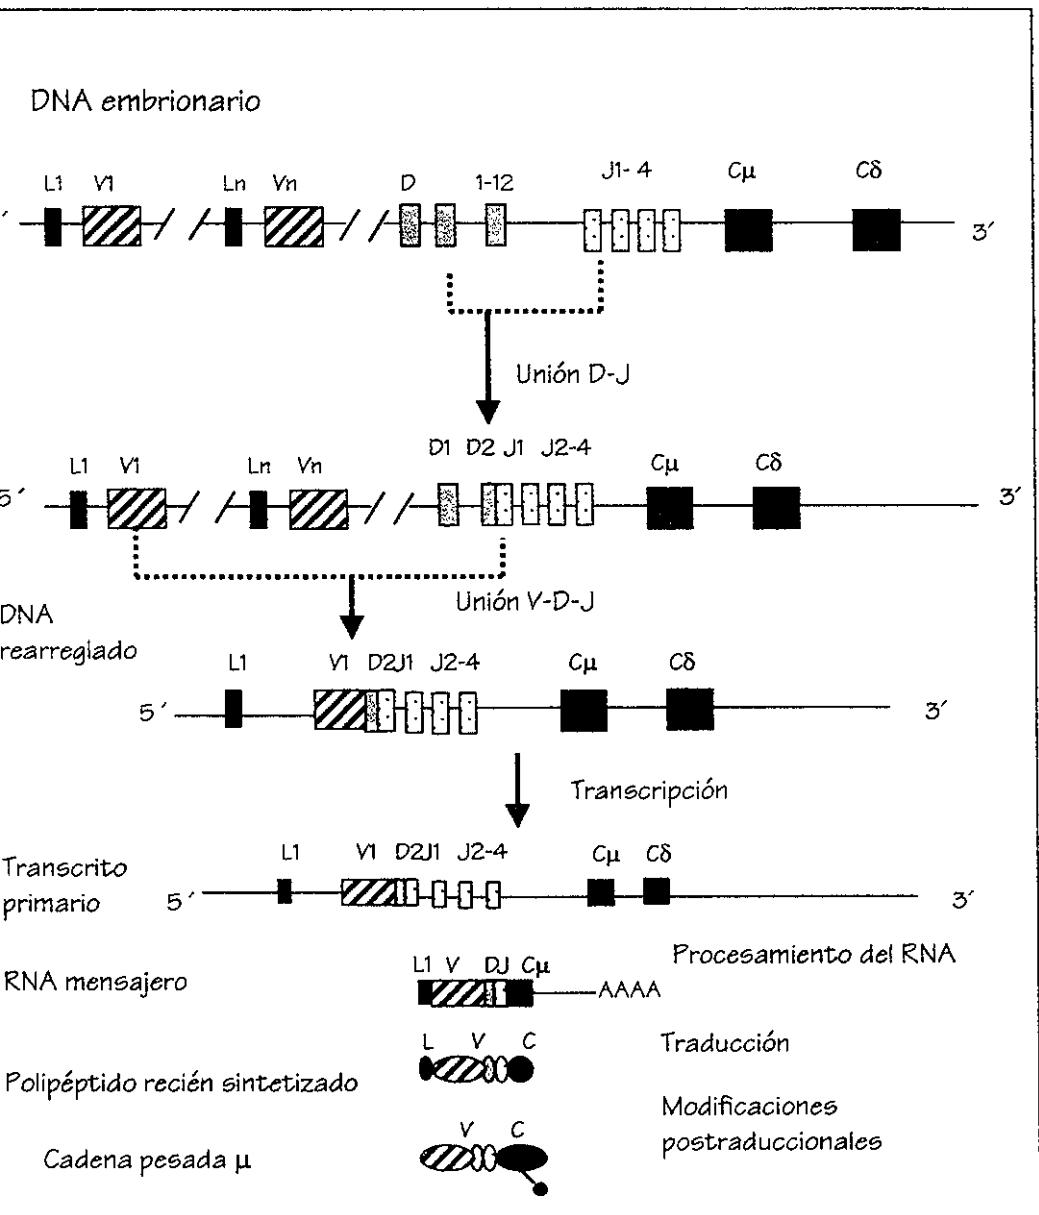 DNA embrionario
L1 V1 Ln Vn D 1-12 J1- 4 Cμ Cδ
3´
Unión D-J
L1 V1 Ln Vn D1 D2 J1 J2-4 Cμ Cδ
5´ 3´
Unión V-D-J
DNA
rearreglado
L1 V1 D2J1 J2-4 Cμ Cδ
5´ 3´
Transcripción
L1 V1 D2J1 J2-4 Cμ Cδ
Transcrito
primario
5´ 3´
Procesamiento del RNA
RNA mensajero
L1 V DJ Cμ
AAAA
L V C
Traducción
Polipéptido recién sintetizado
Modificaciones
postraduccionales
V C
Cadena pesada μ